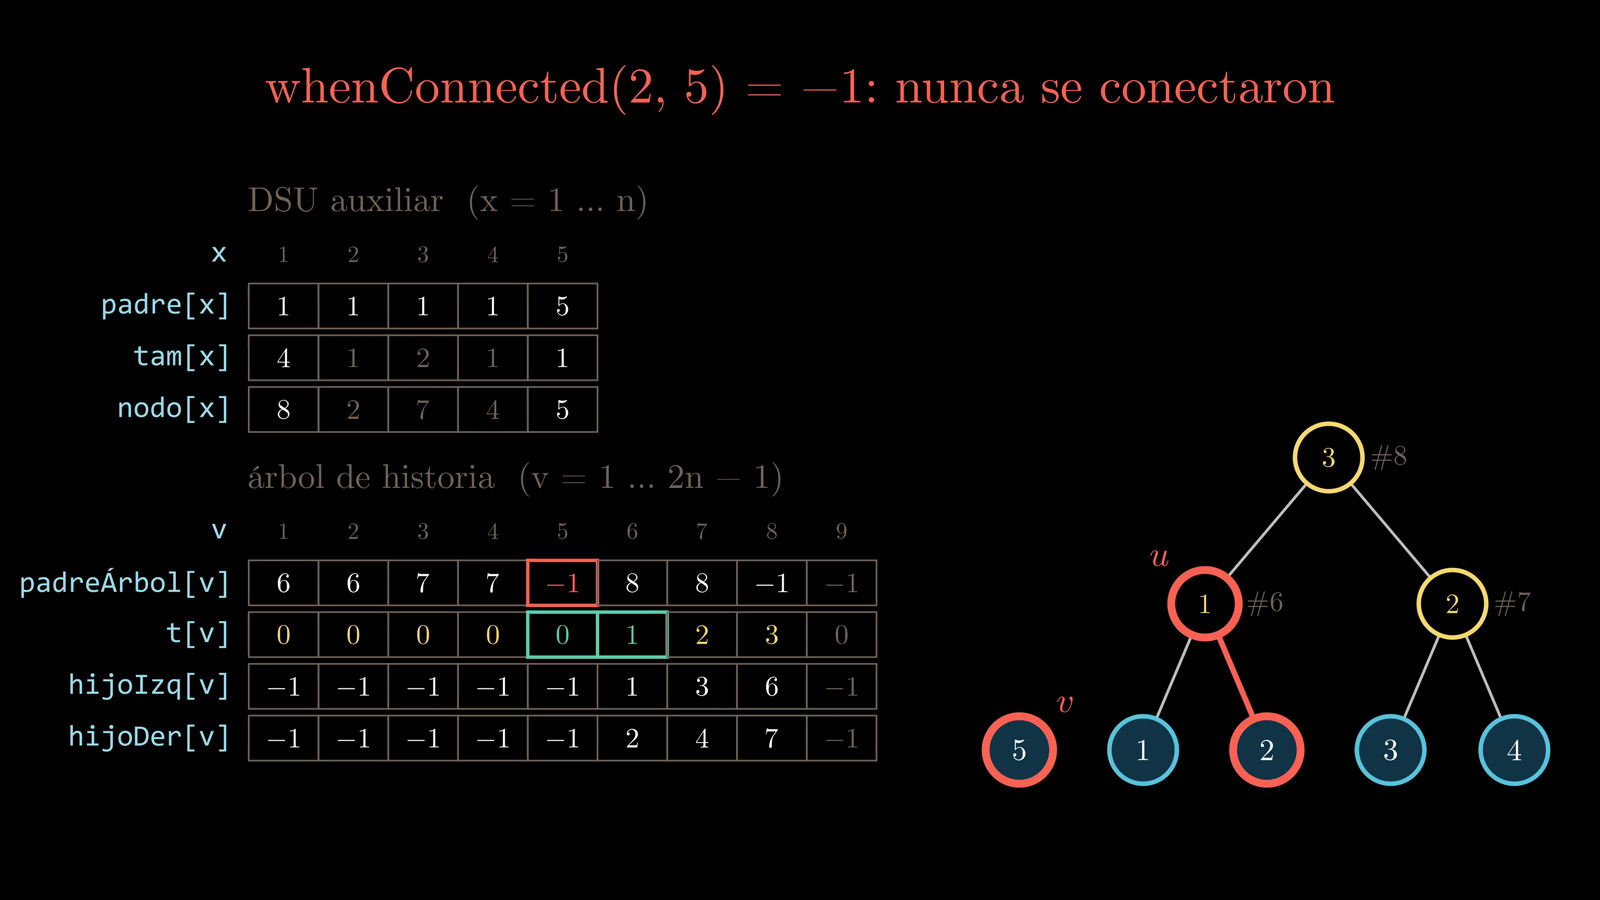 whenConnected(2, 5) = −1: nunca se conectaron
DSU auxiliar (x = 1 ... n)
x 1 2 3 4 5
padre[x] 1 1 1 1 5
tam[x] 4 1 2 1 1
nodo[x] 8 2 7 4 5
árbol de historia (v = 1 ... 2n − 1)
v 1 2 3 4 5 6 7 8 9
padreÁrbol[v] 6 6 7 7 −1 8 8 −1 −1
t[v] 0 0 0 0 0 1 2 3 0
hijoIzq[v] −1 −1 −1 −1 −1 1 3 6 −1
hijoDer[v] −1 −1 −1 −1 −1 2 4 7 −1
3 #8
u
1 #6 2 #7
v
5 1 2 3 4